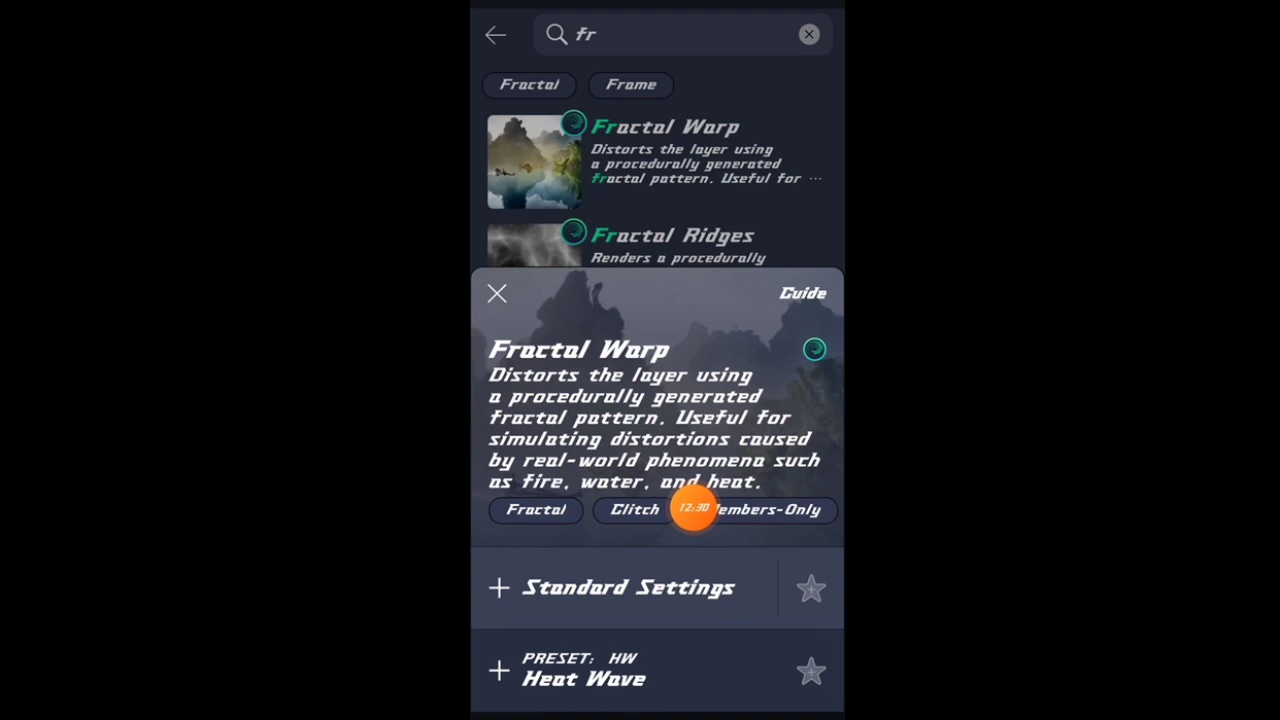 fr
Fractal
Frame
Fractal Warp
Distorts the layer using
a procedurally generated
fractal pattern. Useful for ...
Fractal Ridges
Renders a procedurally
Guide
Fractal Warp
Distorts the layer using
a procedurally generated
fractal pattern. Useful for
simulating distortions caused
by real-world phenomena such
as fire, water, and heat.
Fractal
Glitch
12:30
embers-Only
Standard Settings
PRESET: HW
Heat Wave